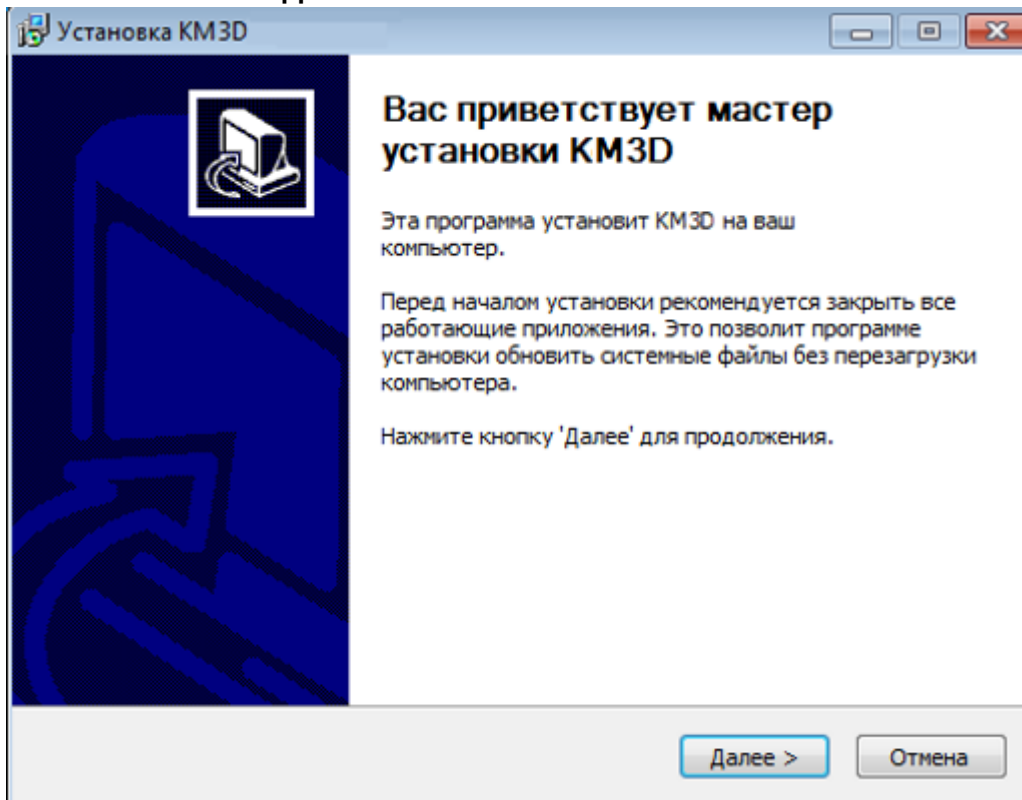 Установка KM3D
Вас приветствует мастер
установки KM3D
Эта программа установит KM3D на ваш
компьютер.
Перед началом установки рекомендуется закрыть все
работающие приложения. Это позволит программе
установки обновить системные файлы без перезагрузки
компьютера.
Нажмите кнопку 'Далее' для продолжения.
Далее >
Отмена